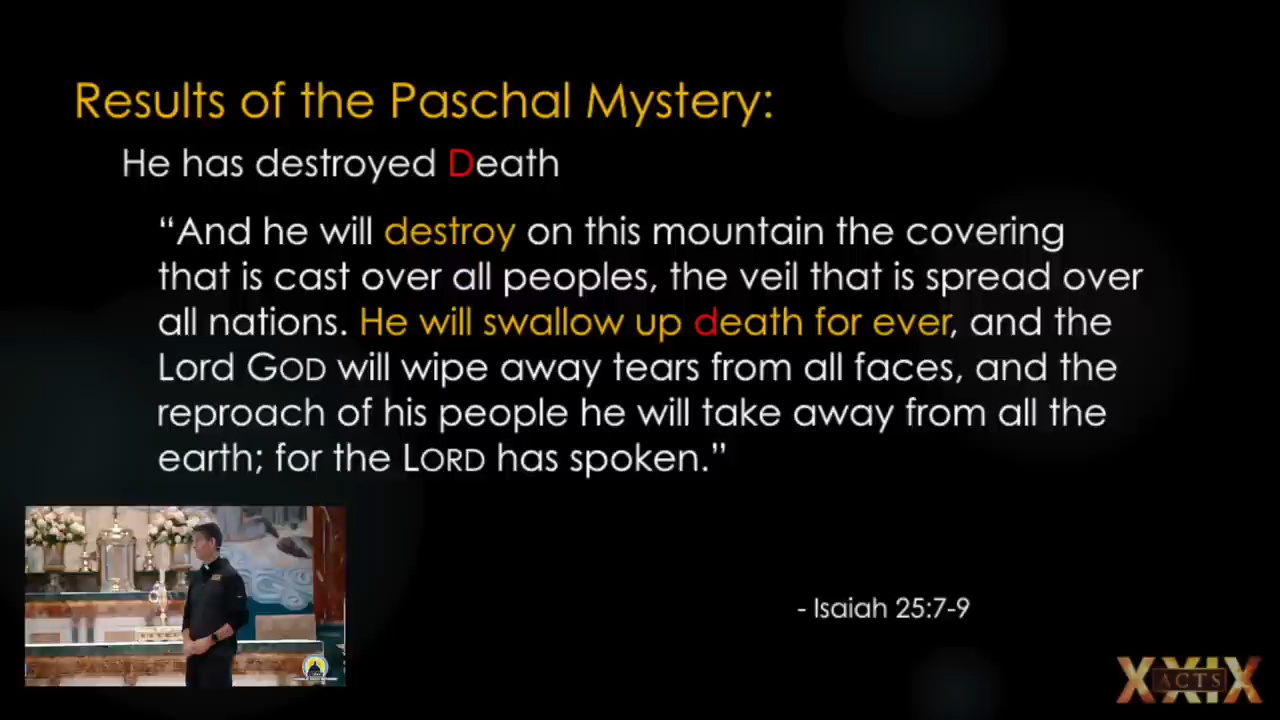 Results of the Paschal Mystery:
He has destroyed Death
“And he will destroy on this mountain the covering
that is cast over all peoples, the veil that is spread over
all nations. He will swallow up death for ever, and the
Lord GOD will wipe away tears from all faces, and the
reproach of his people he will take away from all the
earth; for the LORD has spoken.”
- Isaiah 25:7-9
XXIX
ACTS